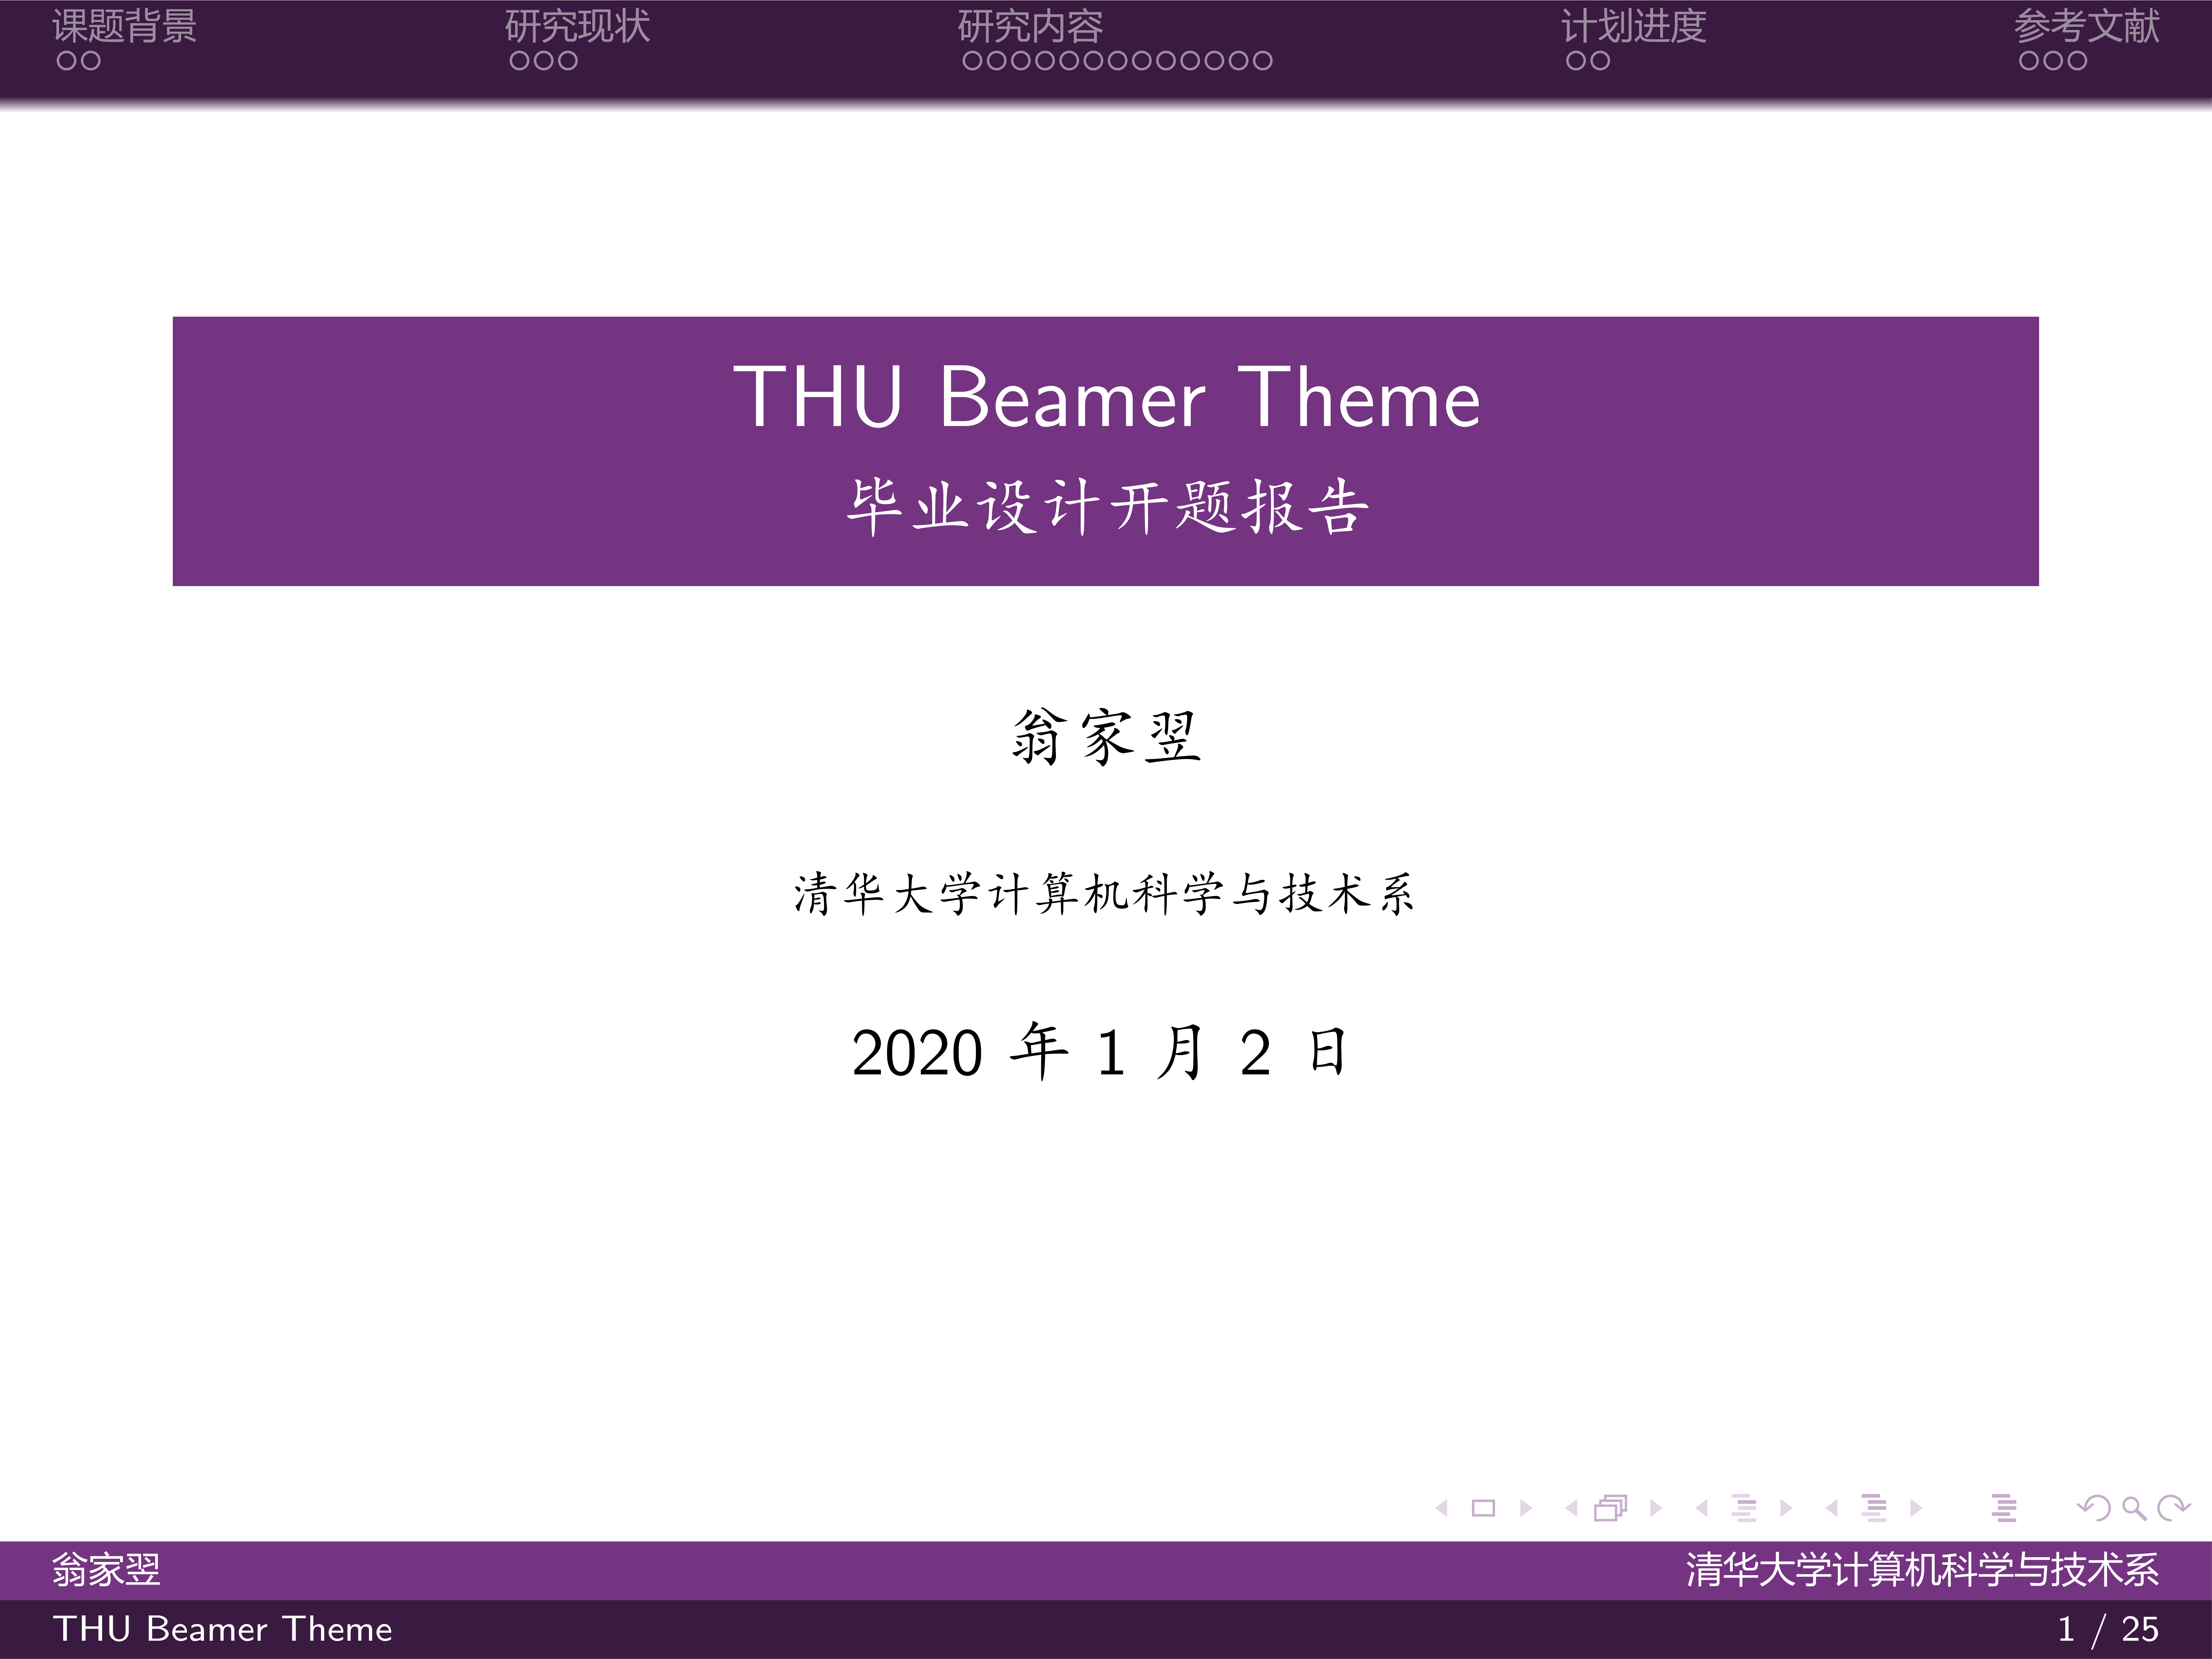 课题背景 研究现状 研究内容 计划进度 参考文献
THU Beamer Theme
毕业设计开题报告
翁家翌
清华大学计算机科学与技术系
2020 年 1 月 2 日
翁家翌 清华大学计算机科学与技术系
THU Beamer Theme 1 / 25